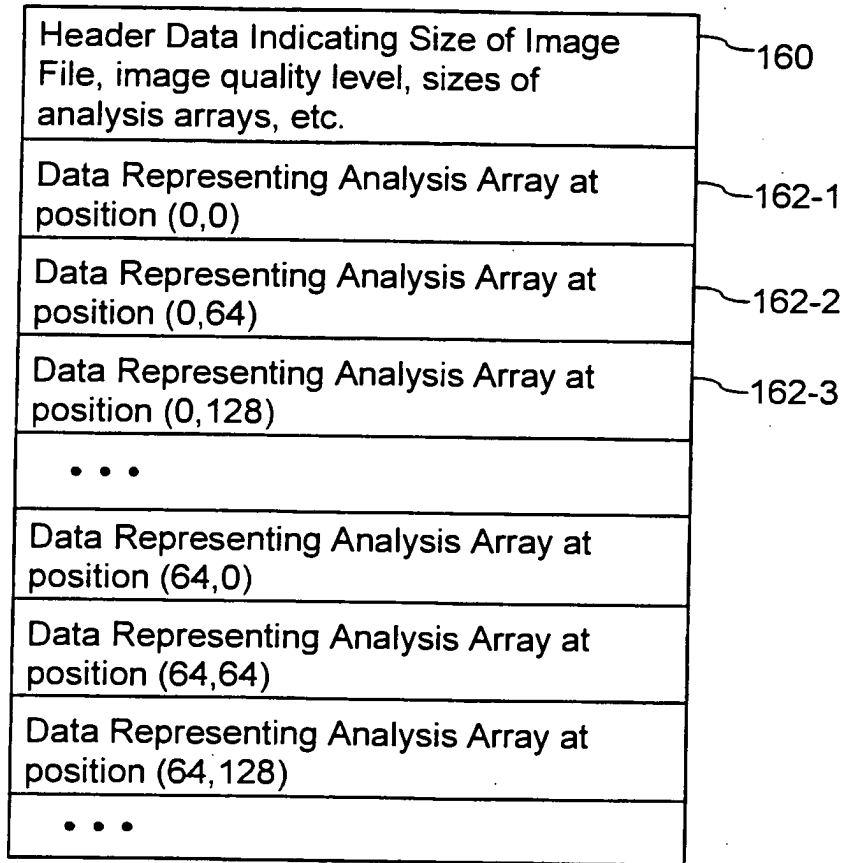 Header Data Indicating Size of Image
File, image quality level, sizes of
analysis arrays, etc.
160
Data Representing Analysis Array at
position (0,0)
162-1
Data Representing Analysis Array at
position (0,64)
162-2
Data Representing Analysis Array at
position (0,128)
162-3
• • •
Data Representing Analysis Array at
position (64,0)
Data Representing Analysis Array at
position (64,64)
Data Representing Analysis Array at
position (64,128)
• • •